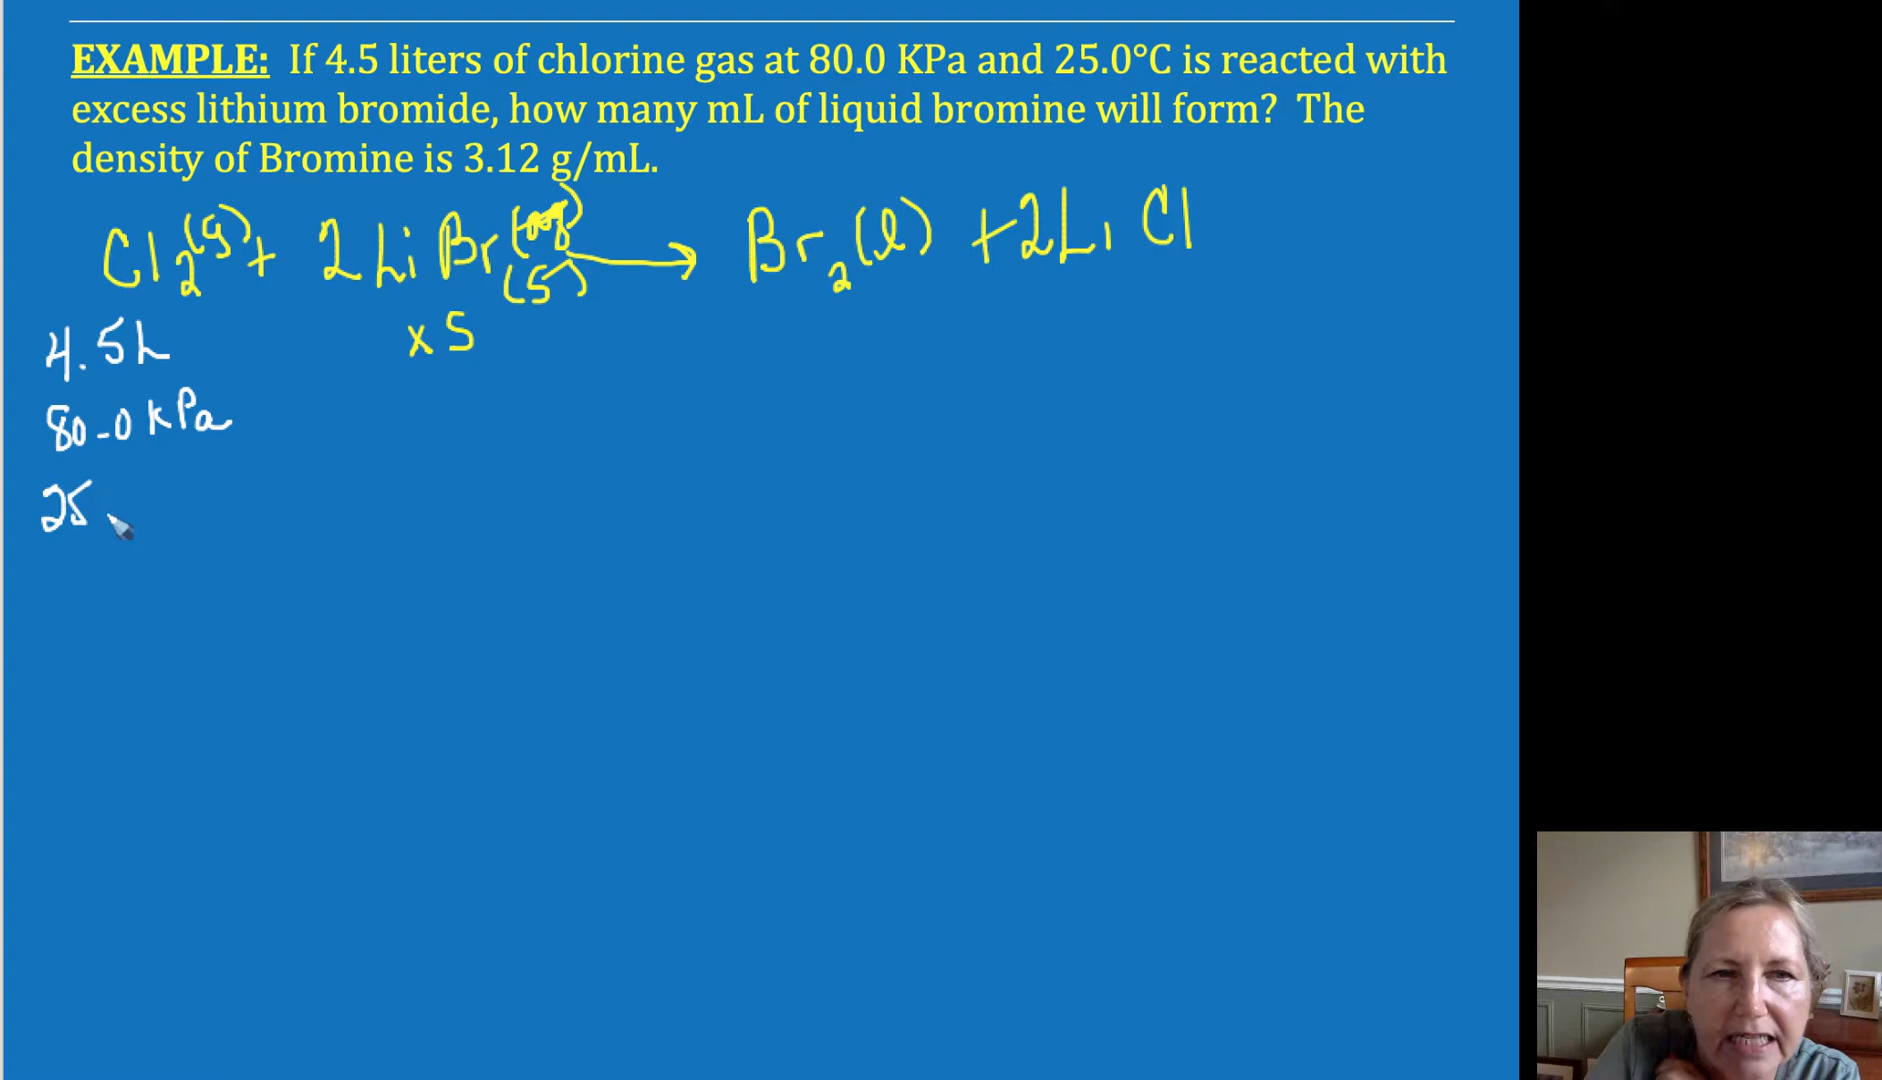 EXAMPLE: If 4.5 liters of chlorine gas at 80.0 KPa and 25.0°C is reacted with
excess lithium bromide, how many mL of liquid bromine will form? The
density of Bromine is 3.12 g/mL.
Cl2(g) + 2LiBr → Br2(l) + 2LiCl
(s)
xS
4.5L
80.0 kPa
25